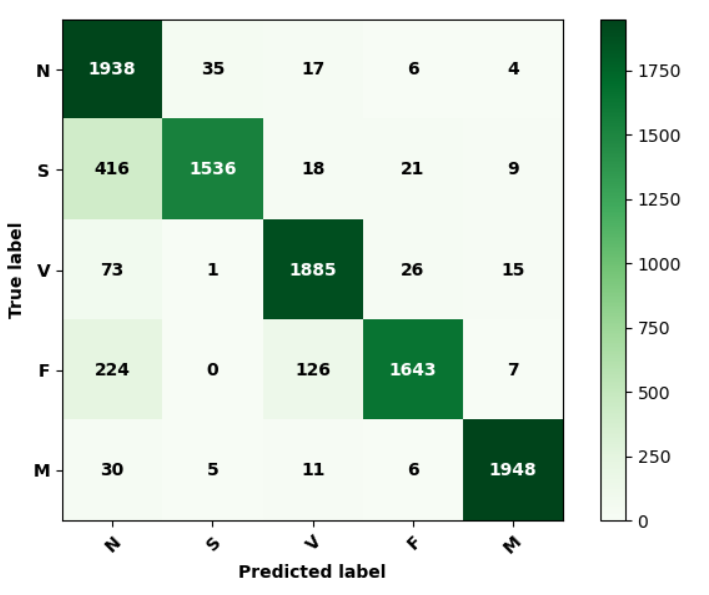 N 1938 35 17 6 4
S 416 1536 18 21 9
V 73 1 1885 26 15
F 224 0 126 1643 7
M 30 5 11 6 1948
N S V F M
True label
Predicted label
1750
1500
1250
1000
750
500
250
0